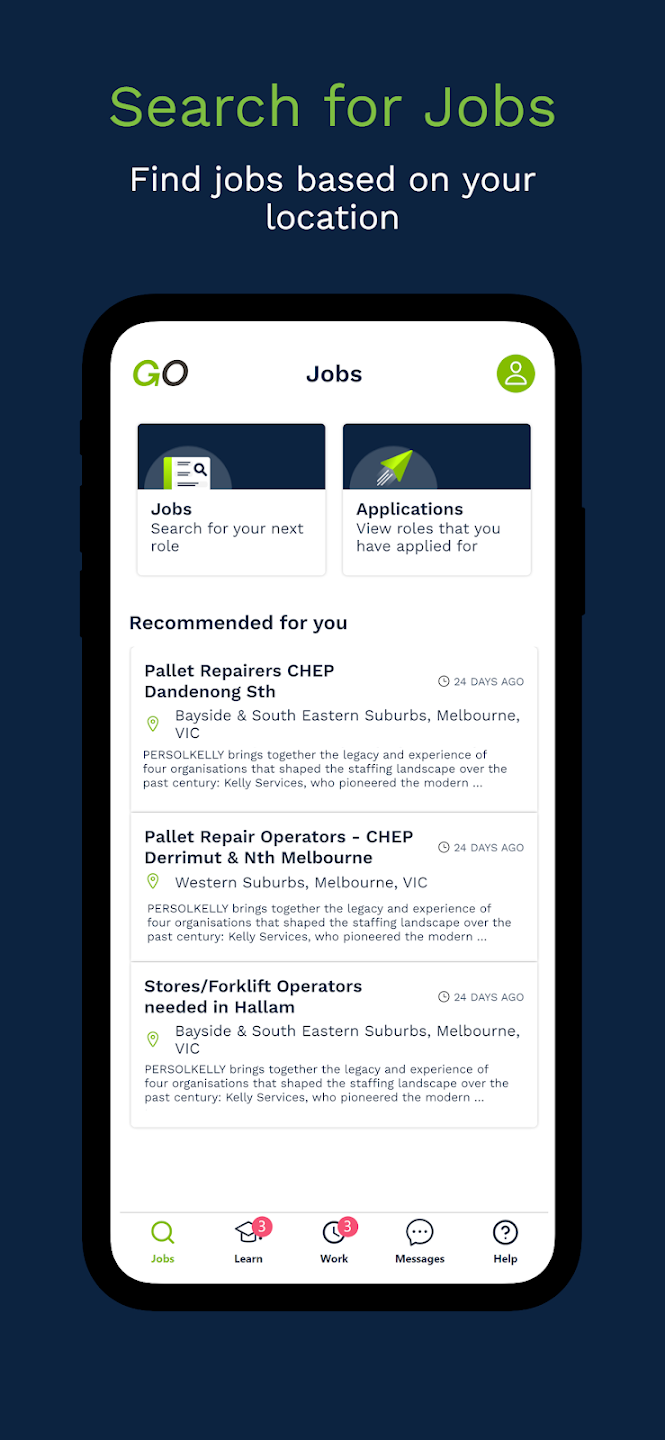 Search for Jobs
Find jobs based on your
location
GO
Jobs
Jobs
Search for your next
role
Applications
View roles that you
have applied for
Recommended for you
Pallet Repairers CHEP
Dandenong Sth
24 DAYS AGO
Bayside & South Eastern Suburbs, Melbourne,
VIC
PERSOLKELLY brings together the legacy and experience of
four organisations that shaped the staffing landscape over the
past century: Kelly Services, who pioneered the modern ...
Pallet Repair Operators - CHEP
Derrimut & Nth Melbourne
24 DAYS AGO
Western Suburbs, Melbourne, VIC
PERSOLKELLY brings together the legacy and experience of
four organisations that shaped the staffing landscape over the
past century: Kelly Services, who pioneered the modern ...
Stores/Forklift Operators
needed in Hallam
24 DAYS AGO
Bayside & South Eastern Suburbs, Melbourne,
VIC
PERSOLKELLY brings together the legacy and experience of
four organisations that shaped the staffing landscape over the
past century: Kelly Services, who pioneered the modern ...
3
3
Jobs
Learn
Work
Messages
Help